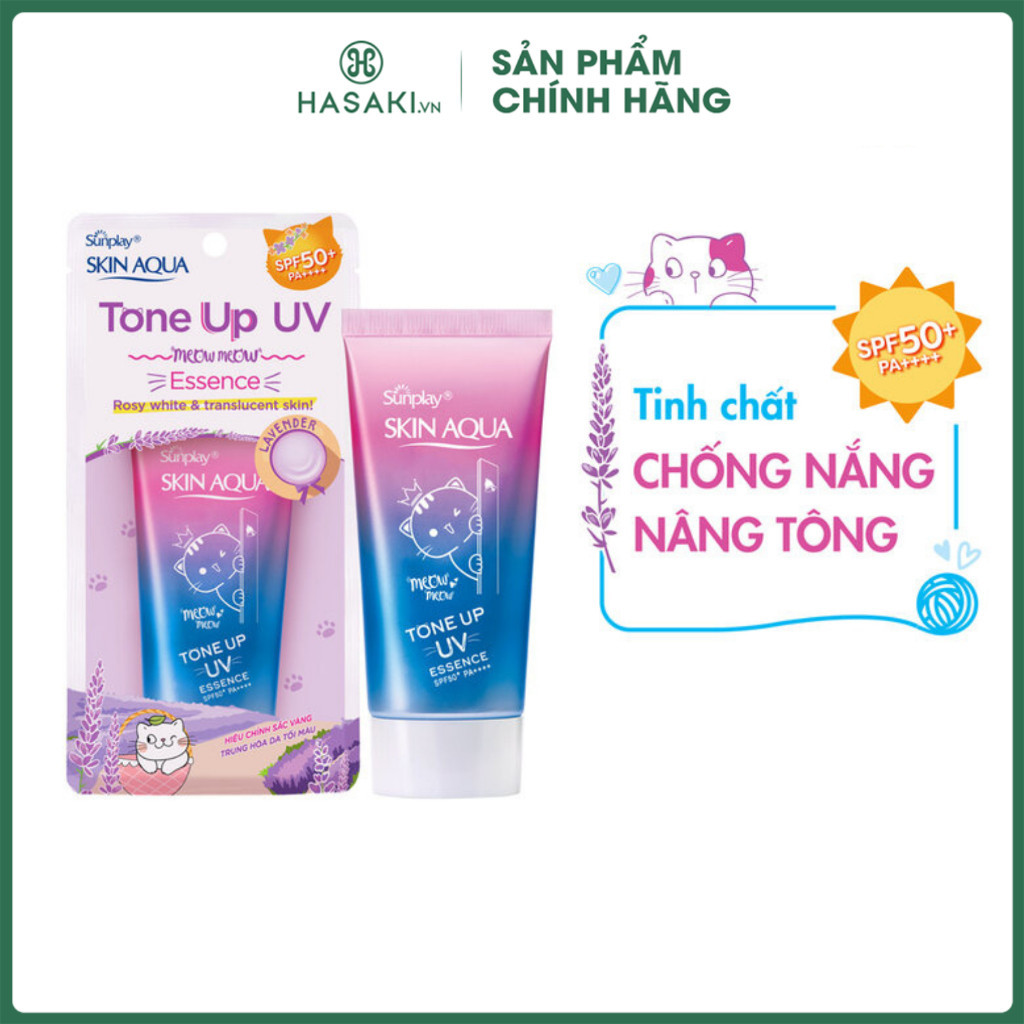 HASAKI.VN
SẢN PHẨM
CHÍNH HÃNG
Sunplay®
SKIN AQUA
SPF50+
PA++++
Tone Up UV
meow meow
Essence
Rosy white & translucent skin!
LAVENDER
Sunplay®
SKIN AQUA
meow
meow
TONE UP
UV
ESSENCE
SPF50+ PA++++
HIỆU CHỈNH SẮC VÀNG
TRUNG HÒA DA TỐI MÀU
Sunplay®
SKIN AQUA
meow
meow
TONE UP
UV
ESSENCE
SPF50+ PA++++
SPF50+
PA++++
Tinh chất
CHỐNG NẮNG
NÂNG TÔNG